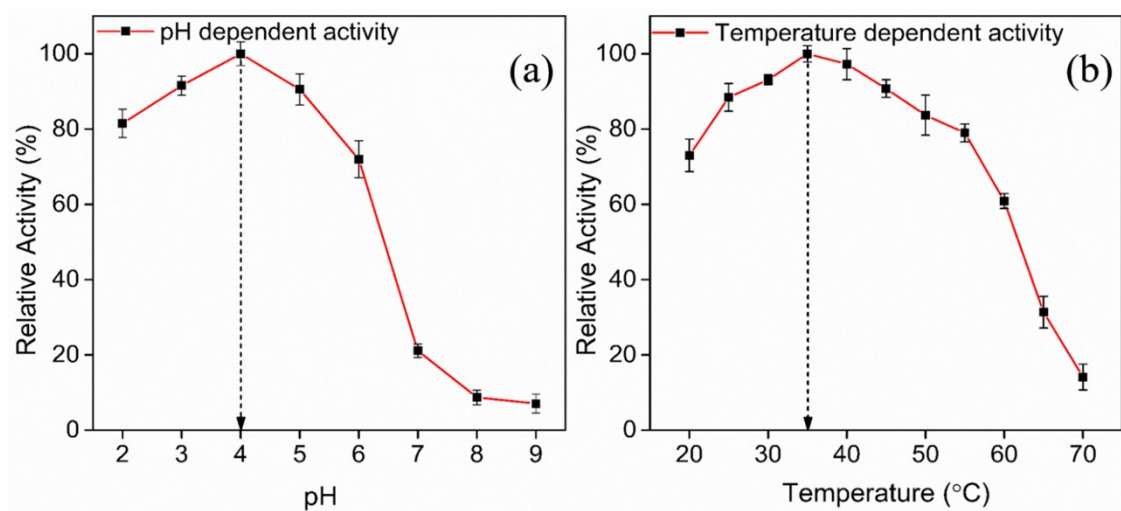 pH dependent activity
(a)
Relative Activity (%)
100
80
60
40
20
0
2 3 4 5 6 7 8 9
pH
Temperature dependent activity
(b)
Relative Activity (%)
100
80
60
40
20
0
20 30 40 50 60 70
Temperature (°C)